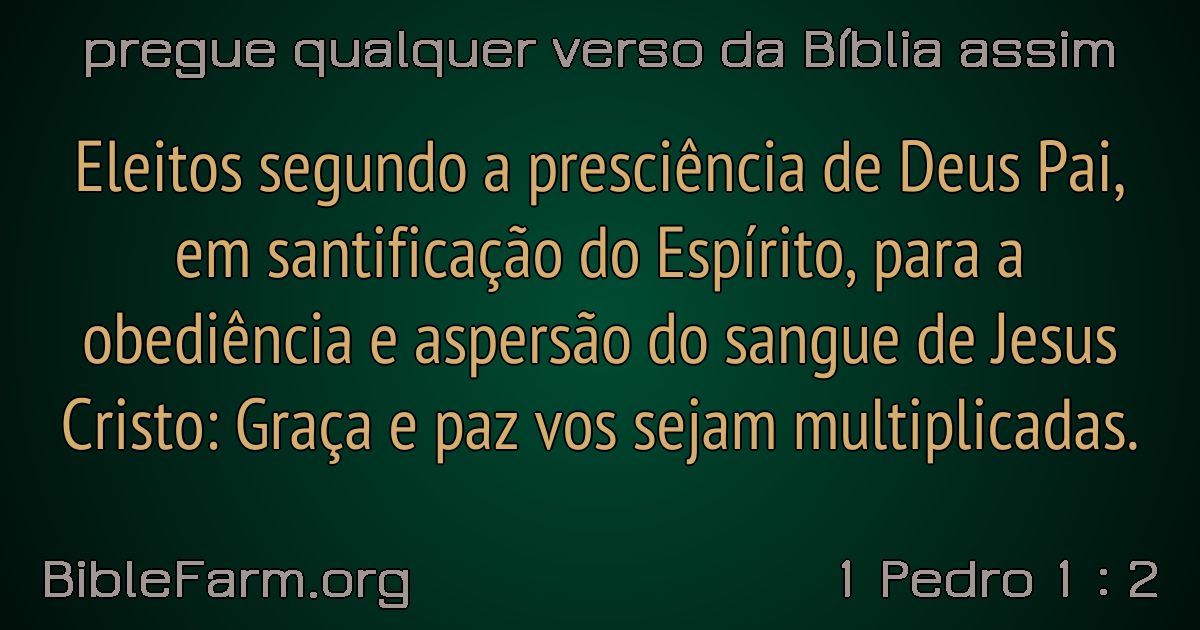 pregue qualquer verso da Bíblia assim
Eleitos segundo a presciência de Deus Pai,
em santificação do Espírito, para a
obediência e aspersão do sangue de Jesus
Cristo: Graça e paz vos sejam multiplicadas.
BibleFarm.org
1 Pedro 1 : 2